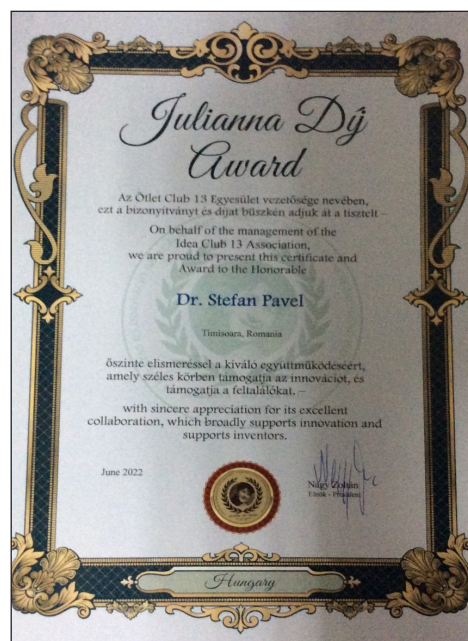 Julianna Díj
Award
Az Ötlet Club 13 Egyesület vezetősége nevében,
ezt a bizonyítványt és díjat büszkén adjuk át a tisztelt –
On behalf of the management of the
Idea Club 13 Association,
we are proud to present this certificate and
Award to the Honorable
Dr. Stefan Pavel
Timisoara, Romania
őszinte elismeréssel a kiváló együttműködéséért,
amely széles körben támogatja az innovációt, és
támogatja a feltalálókat. –
with sincere appreciation for its excellent
collaboration, which broadly supports innovation and
supports inventors.
June 2022
Nagy Zoltán
Elnök - President
Hungary